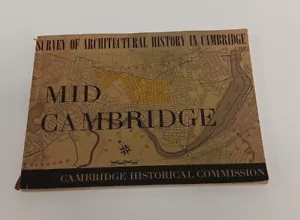 SURVEY OF ARCHITECTURAL HISTORY IN CAMBRIDGE
MID
CAMBRIDGE
CAMBRIDGE HISTORICAL COMMISSION